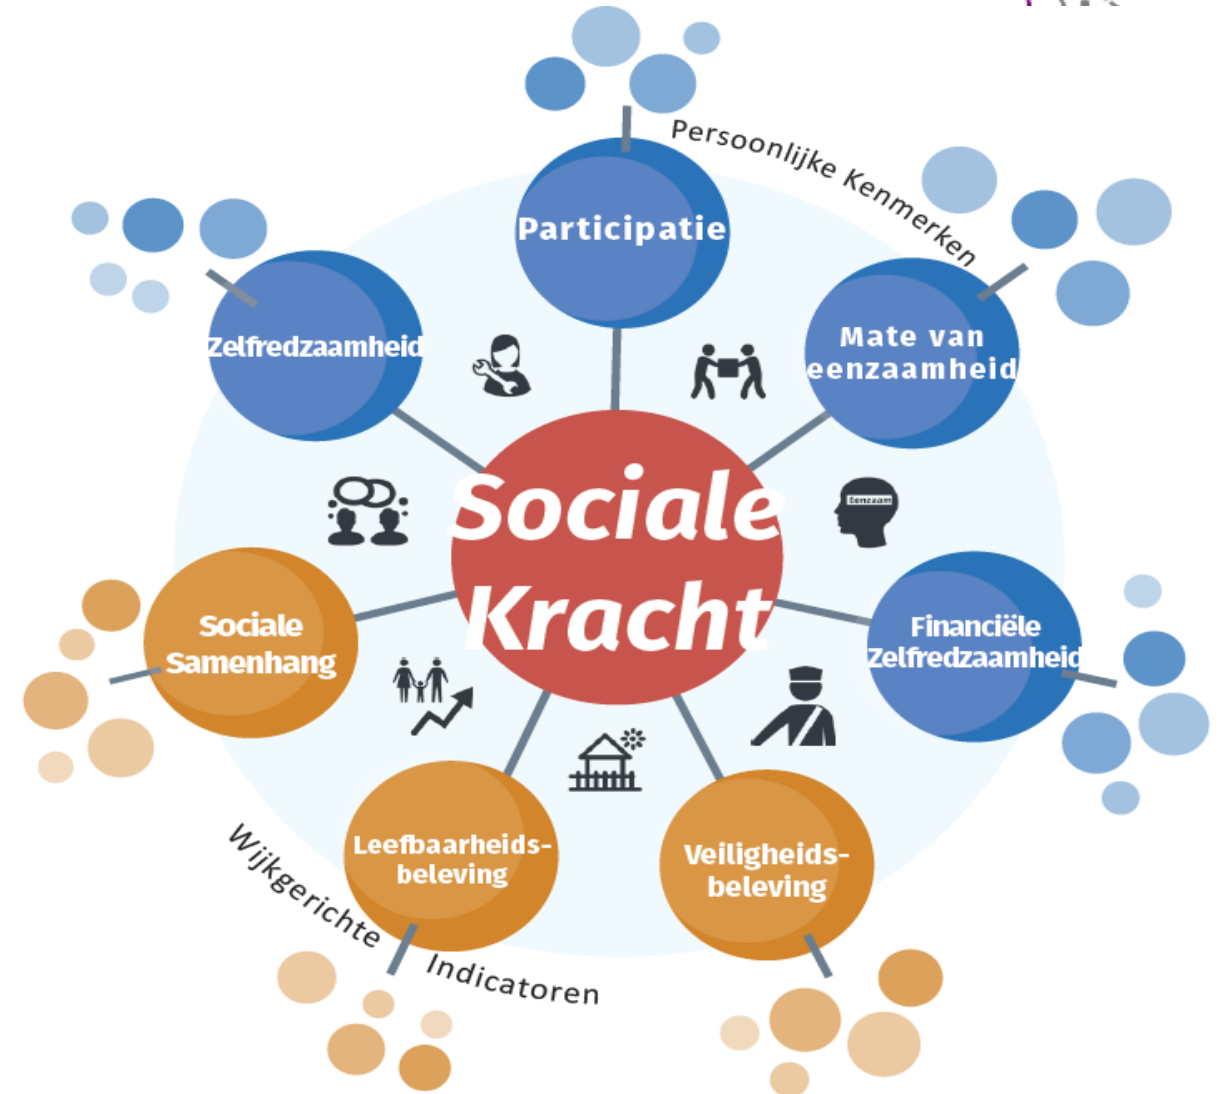 Persoonlijke Kenmerken
Participatie
Zelfredzaamheid
Mate van
eenzaamheid
Sociale
Kracht
Eenzaam
Sociale
Samenhang
Financiële
Zelfredzaamheid
Leefbaarheids-
beleving
Veiligheids-
beleving
Wijkgerichte
Indicatoren